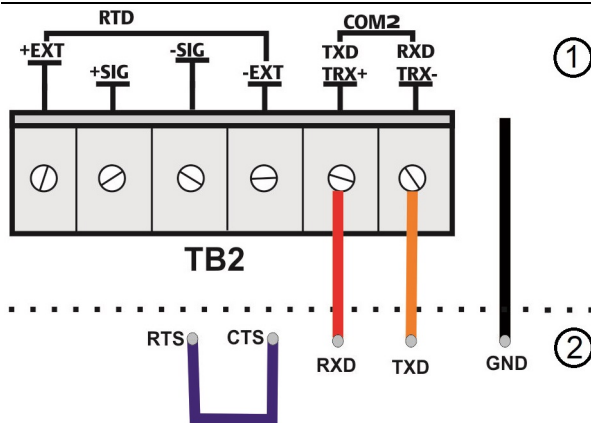 RTD COM2
+EXT -SIG TXD RXD
+SIG -EXT TRX+ TRX-
1
TB2
RTS CTS
RXD TXD GND
2